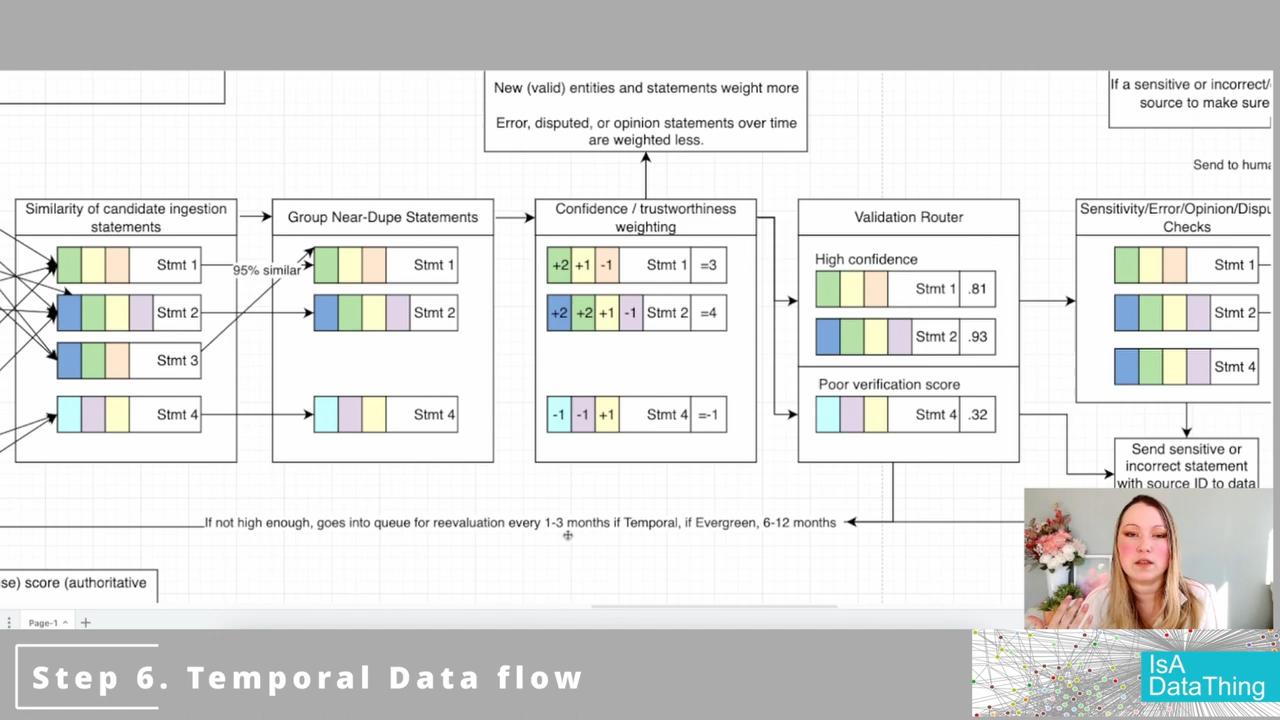 New (valid) entities and statements weight more
Error, disputed, or opinion statements over time
are weighted less.
If a sensitive or incorrect/
source to make sure
Send to huma
Similarity of candidate ingestion
statements
Stmt 1
Stmt 2
Stmt 3
Stmt 4
95% similar
Group Near-Dupe Statements
Stmt 1
Stmt 2
Stmt 4
Confidence / trustworthiness
weighting
+2 +1 -1 Stmt 1 =3
+2 +2 +1 -1 Stmt 2 =4
-1 -1 +1 Stmt 4 =-1
Validation Router
High confidence
Stmt 1 .81
Stmt 2 .93
Poor verification score
Stmt 4 .32
Sensitivity/Error/Opinion/Dispu
Checks
Stmt 1
Stmt 2
Stmt 4
Send sensitive or
incorrect statement
with source ID to data
If not high enough, goes into queue for reevaluation every 1-3 months if Temporal, if Evergreen, 6-12 months
se) score (authoritative
Page-1
Step 6. Temporal Data flow
IsA
DataThing